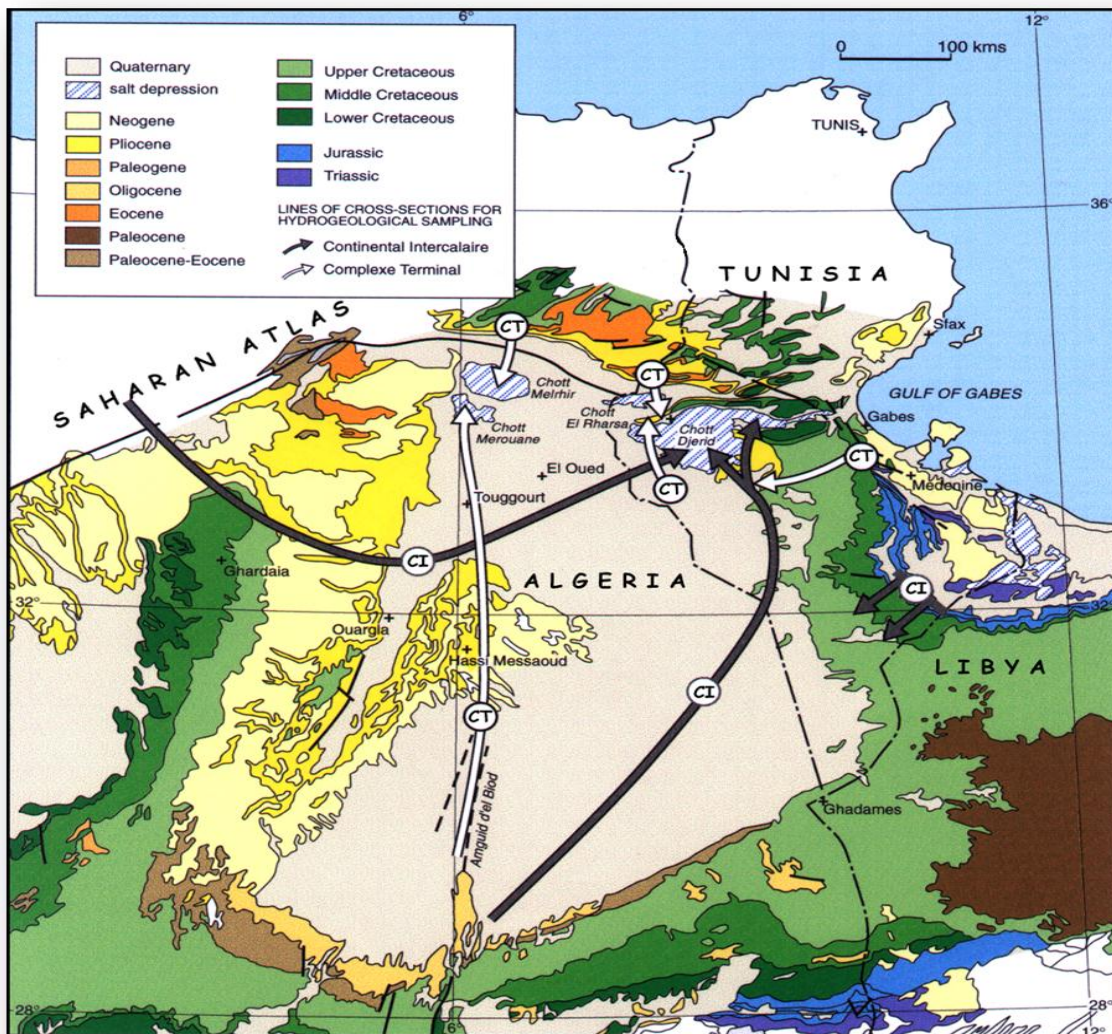 6°
12°
0 100 kms
Quaternary
salt depression
Neogene
Pliocene
Paleogene
Oligocene
Eocene
Paleocene
Paleocene-Eocene
Upper Cretaceous
Middle Cretaceous
Lower Cretaceous
Jurassic
Triassic
LINES OF CROSS-SECTIONS FOR
HYDROGEOLOGICAL SAMPLING
Continental Intercalaire
Complexe Terminal
TUNIS
36°
TUNISIA
SAHARAN ATLAS
CT
Sfax
CT
Chott
Melrhir
GULF OF GABES
Chott
El Rharsa
Gabes
Chott
Merouane
Chott
Djerid
CT
El Oued
CT
Medenine
Touggourt
CI
Ghardaia
ALGERIA
CI
32°
32°
Ouargla
Hassi Messaoud
LIBYA
CI
CT
Ghadames
Amguid d'el Biod
28°
6°
28°